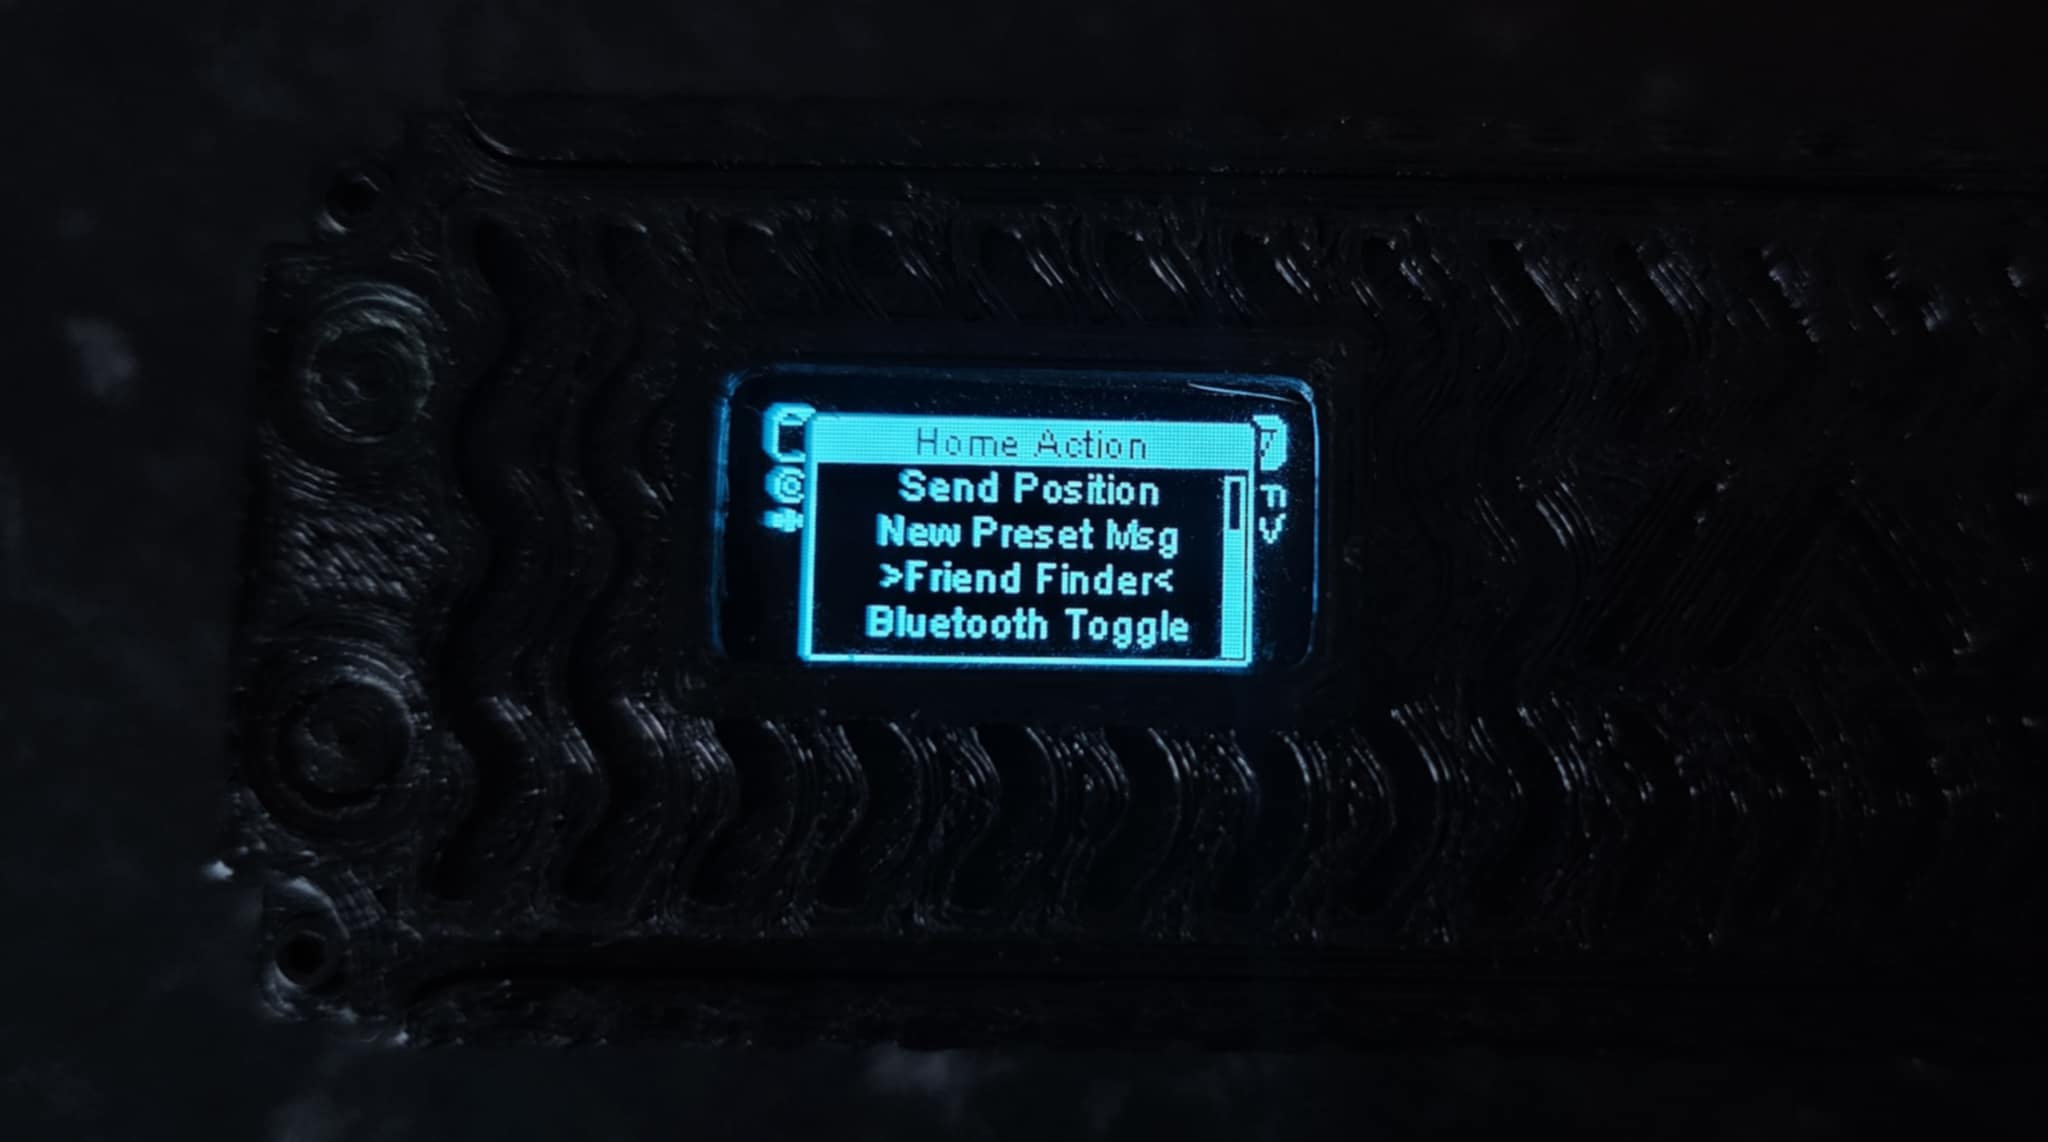 Home Action
Send Position
New Preset Msg
>Friend Finder<
Bluetooth Toggle